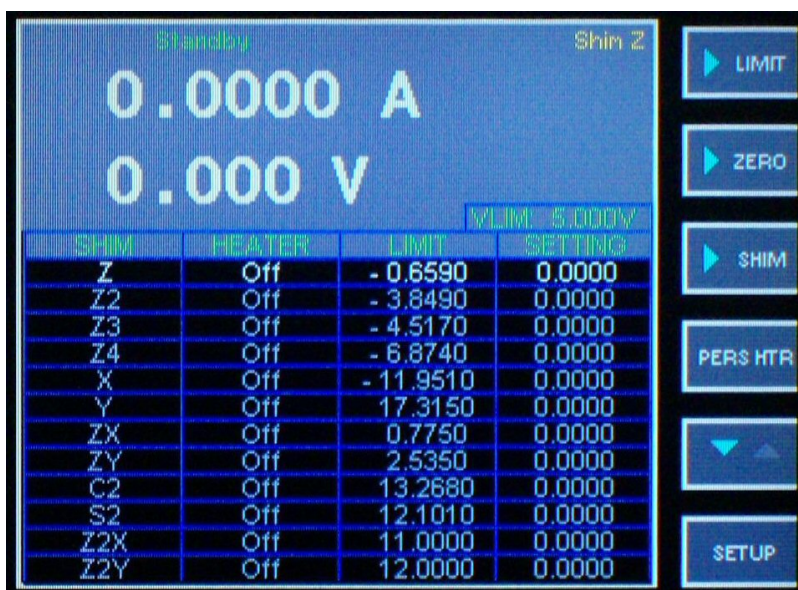 Standby Shim Z
0.0000 A
0.000 V
VLIM: 5.000V
SHIM HEATER LIMIT SETTING
Z Off - 0.6590 0.0000
Z2 Off - 3.8490 0.0000
Z3 Off - 4.5170 0.0000
Z4 Off - 6.8740 0.0000
X Off - 11.9510 0.0000
Y Off 17.3150 0.0000
ZX Off 0.7750 0.0000
ZY Off 2.5350 0.0000
C2 Off 13.2680 0.0000
S2 Off 12.1010 0.0000
Z2X Off 11.0000 0.0000
Z2Y Off 12.0000 0.0000
LIMIT
ZERO
SHIM
PERS HTR
SETUP